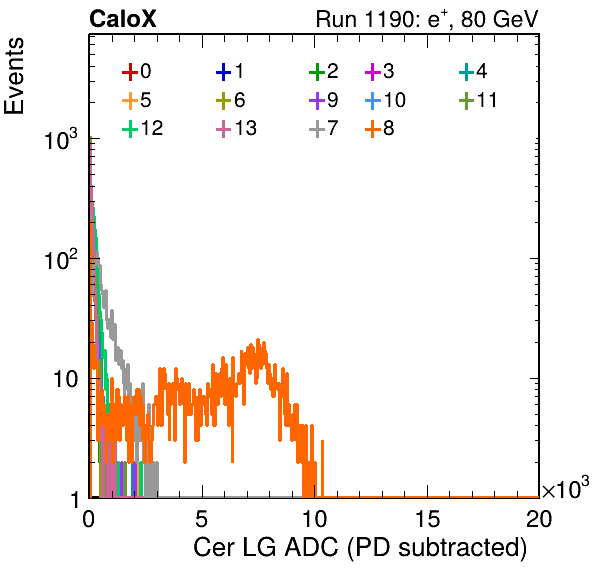 CaloX Run 1190: e⁺, 80 GeV
Events
0 1 2 3 4
5 6 9 10 11
12 13 7 8
10³
10²
10
1
0 5 10 15 20
×10³
Cer LG ADC (PD subtracted)